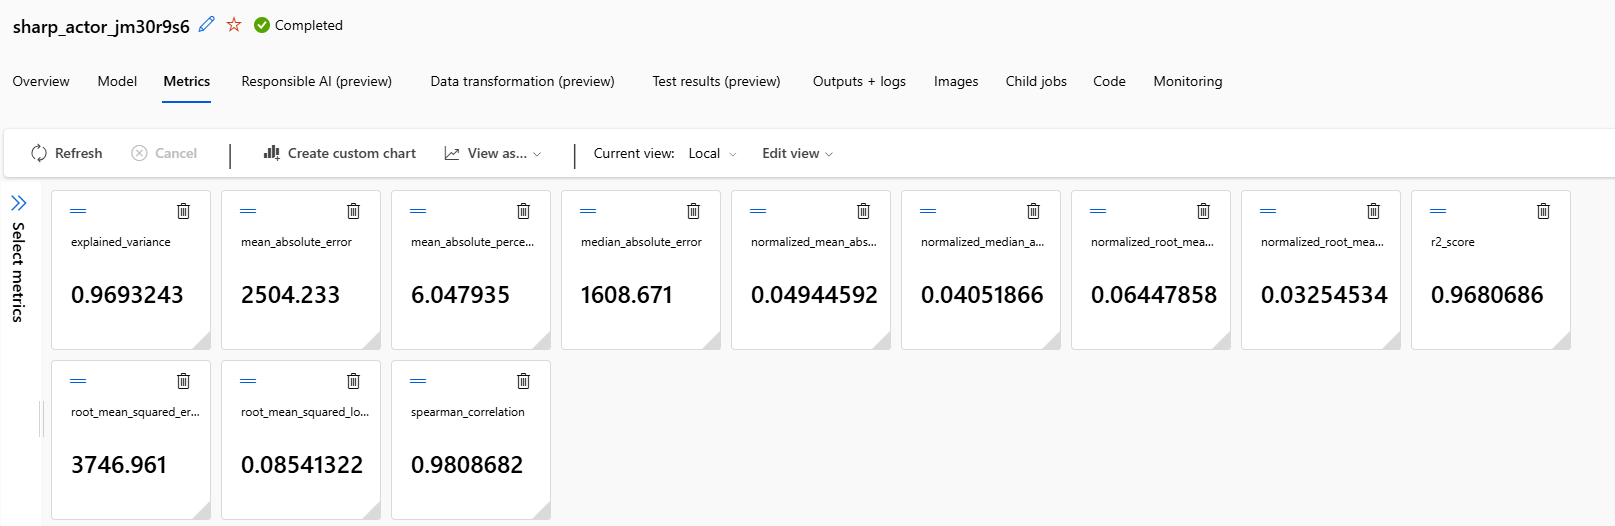 sharp_actor_jm30r9s6 Completed
Overview Model Metrics Responsible AI (preview) Data transformation (preview) Test results (preview) Outputs + logs Images Child jobs Code Monitoring
Refresh Cancel Create custom chart View as... Current view: Local Edit view
Select metrics
explained_variance mean_absolute_error mean_absolute_perce... median_absolute_error normalized_mean_abs... normalized_median_a... normalized_root_mea... normalized_root_mea... r2_score
0.9693243 2504.233 6.047935 1608.671 0.04944592 0.04051866 0.06447858 0.03254534 0.9680686
root_mean_squared_er... root_mean_squared_lo... spearman_correlation
3746.961 0.08541322 0.9808682